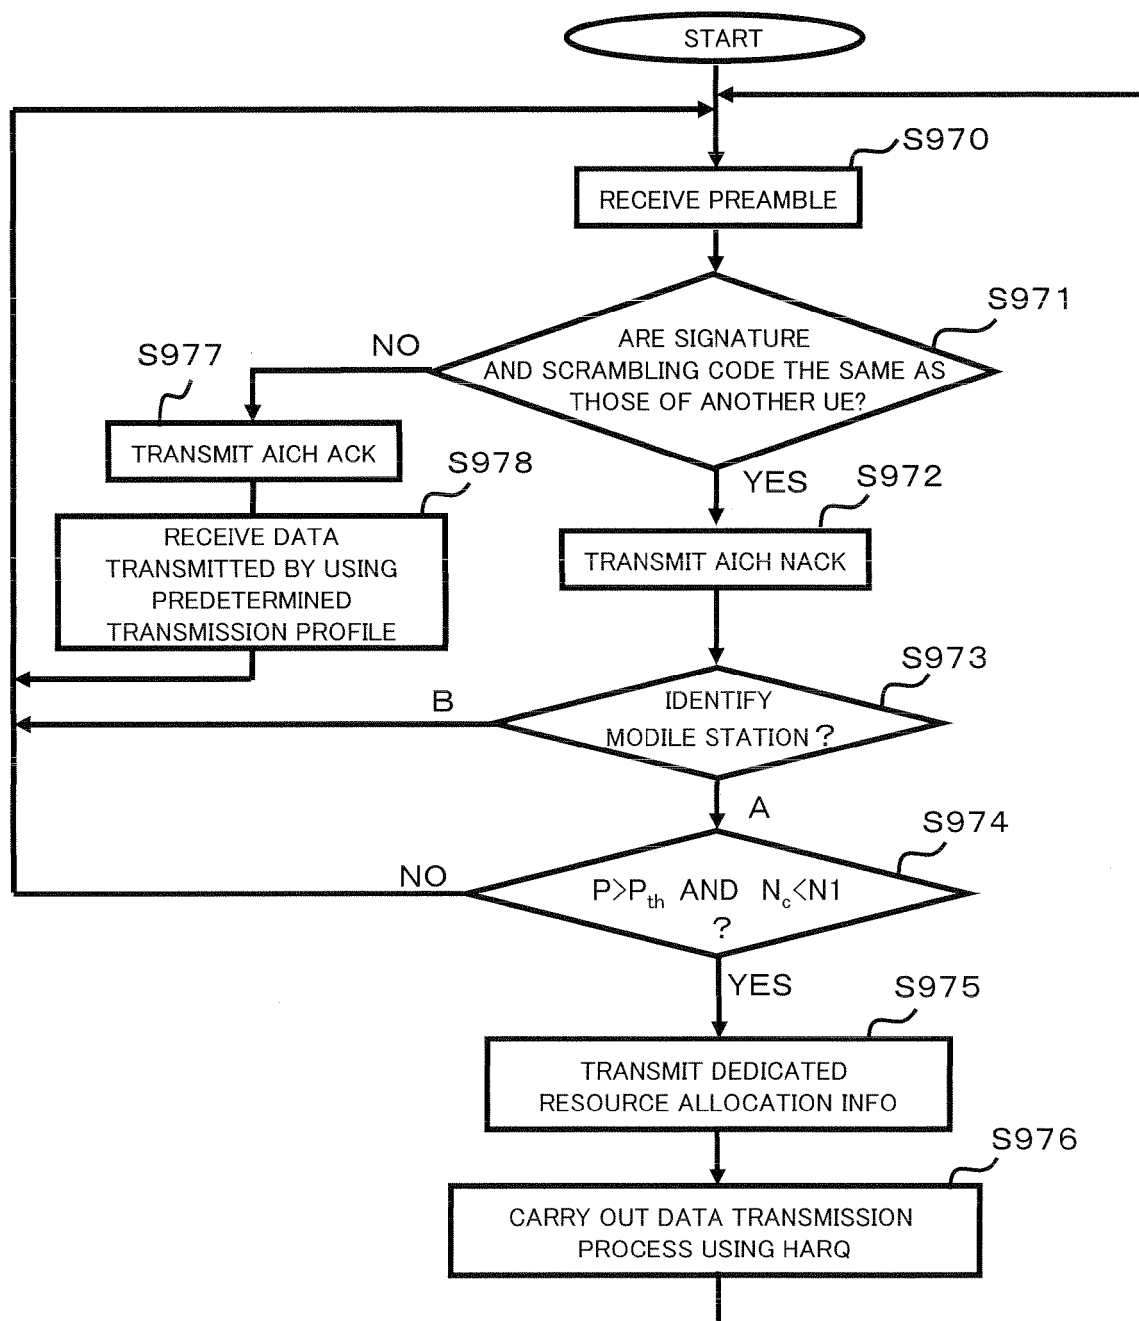 START
S970
RECEIVE PREAMBLE
S971
ARE SIGNATURE
AND SCRAMBLING CODE THE SAME AS
THOSE OF ANOTHER UE?
NO
S977
TRANSMIT AICH ACK
S978
RECEIVE DATA
TRANSMITTED BY USING
PREDETERMINED
TRANSMISSION PROFILE
YES
S972
TRANSMIT AICH NACK
S973
IDENTIFY
MODILE STATION?
B
A
S974
P>Pth AND Nc<N1
?
NO
YES
S975
TRANSMIT DEDICATED
RESOURCE ALLOCATION INFO
S976
CARRY OUT DATA TRANSMISSION
PROCESS USING HARQ